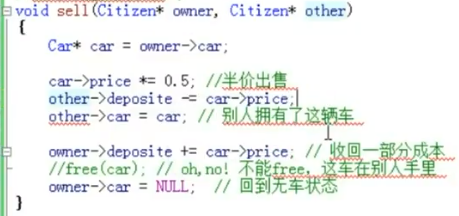 void sell(Citizen* owner, Citizen* other)
{
Car* car = owner->car;
car->price *= 0.5; //半价出售
other->deposite -= car->price;
other->car = car; // 别人拥有了这辆车
owner->deposite += car->price; // 收回一部分成本
//free(car); // oh,no! 不能free, 这车在别人手里
owner->car = NULL; // 回到无车状态
}